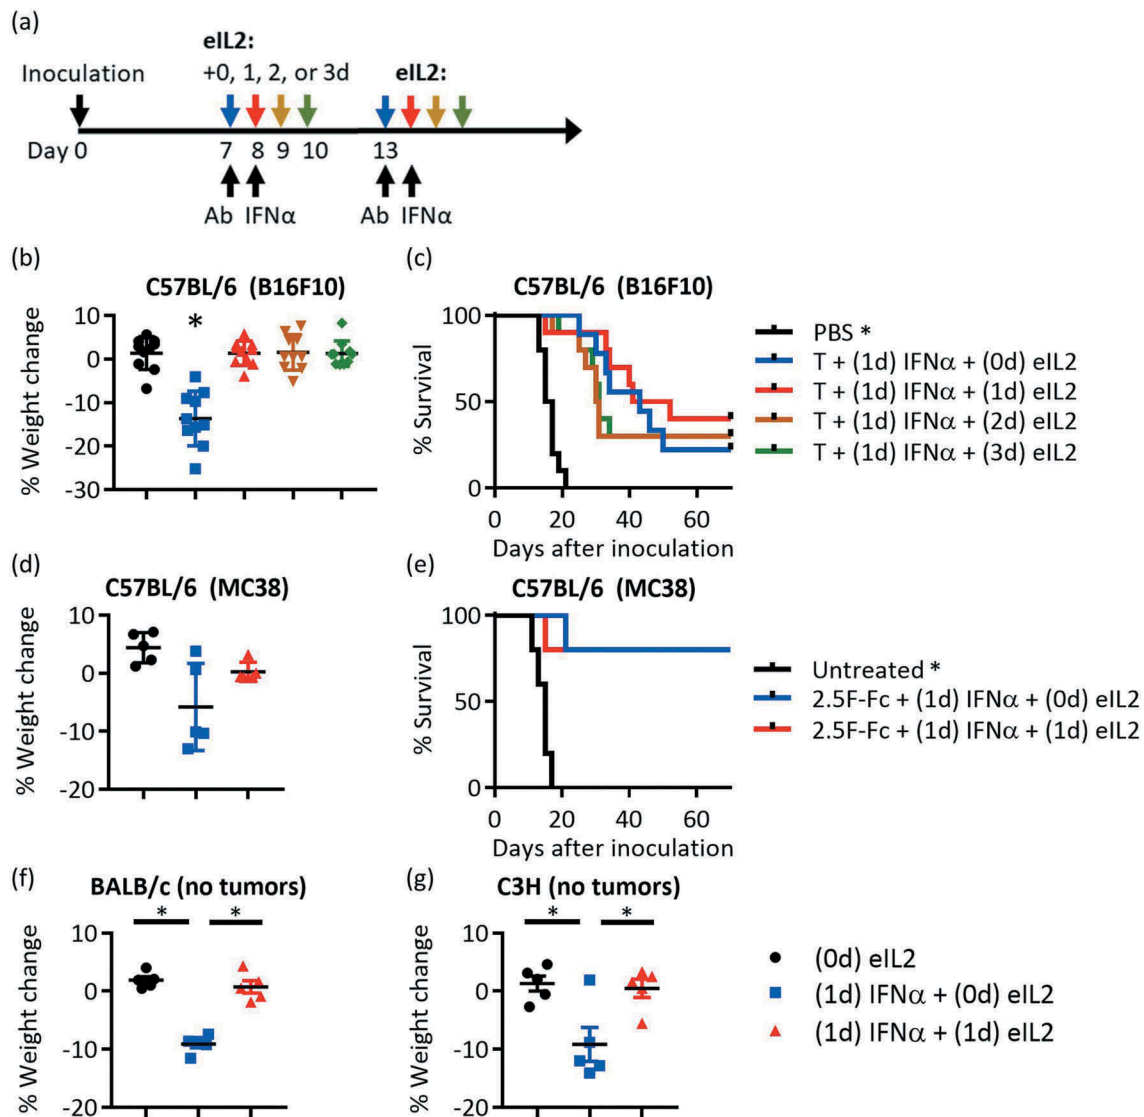 (a)
eIL2:
Inoculation +0, 1, 2, or 3d eIL2:
Day 0 7 8 9 10 13
Ab IFNα Ab IFNα
(b)
C57BL/6 (B16F10)
% Weight change
10
0
-10
-20
-30
*
(c)
C57BL/6 (B16F10)
% Survival
100
50
0
0 20 40 60
Days after inoculation
PBS *
T + (1d) IFNα + (0d) eIL2
T + (1d) IFNα + (1d) eIL2
T + (1d) IFNα + (2d) eIL2
T + (1d) IFNα + (3d) eIL2
(d)
C57BL/6 (MC38)
% Weight change
10
0
-10
-20
(e)
C57BL/6 (MC38)
% Survival
100
50
0
0 20 40 60
Days after inoculation
Untreated *
2.5F-Fc + (1d) IFNα + (0d) eIL2
2.5F-Fc + (1d) IFNα + (1d) eIL2
(f)
BALB/c (no tumors)
* *
% Weight change
10
0
-10
-20
(g)
C3H (no tumors)
* *
% Weight change
10
0
-10
-20
(0d) eIL2
(1d) IFNα + (0d) eIL2
(1d) IFNα + (1d) eIL2